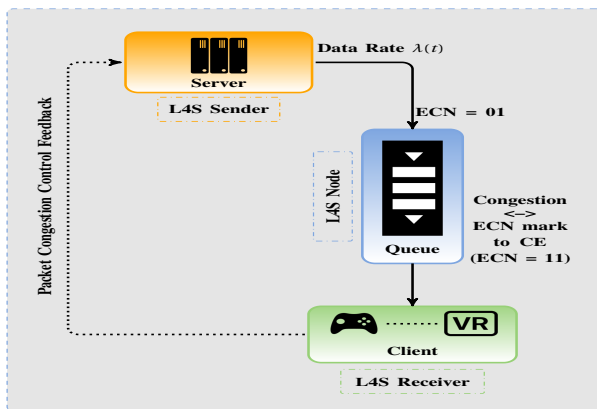 Data Rate λ(t)
Server
L4S Sender
ECN = 01
Packet Congestion Control Feedback
L4S Node
Queue
Congestion
<-->
ECN mark
to CE
(ECN = 11)
VR
Client
L4S Receiver